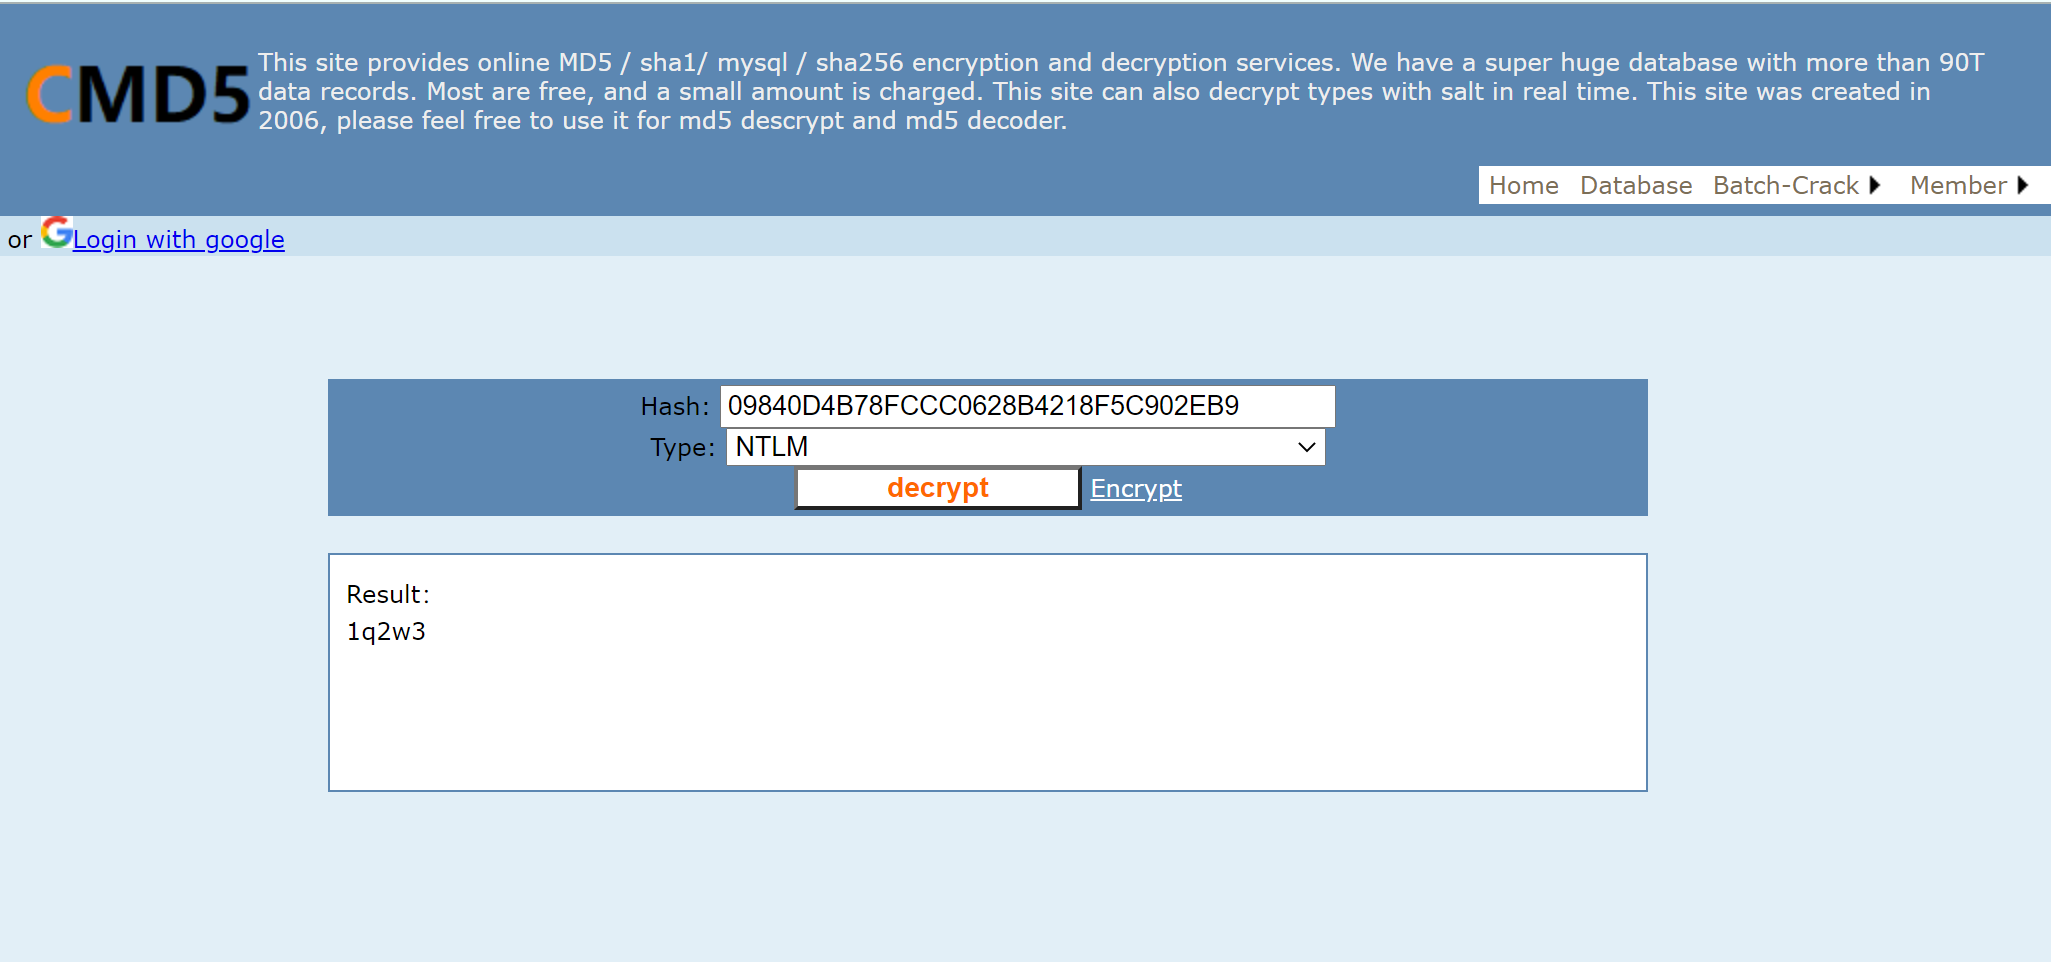 CMD5
This site provides online MD5 / sha1/ mysql / sha256 encryption and decryption services. We have a super huge database with more than 90T
data records. Most are free, and a small amount is charged. This site can also decrypt types with salt in real time. This site was created in
2006, please feel free to use it for md5 descrypt and md5 decoder.
Home Database Batch-Crack Member
or Login with google
Hash: 09840D4B78FCCC0628B4218F5C902EB9
Type: NTLM
decrypt Encrypt
Result:
1q2w3